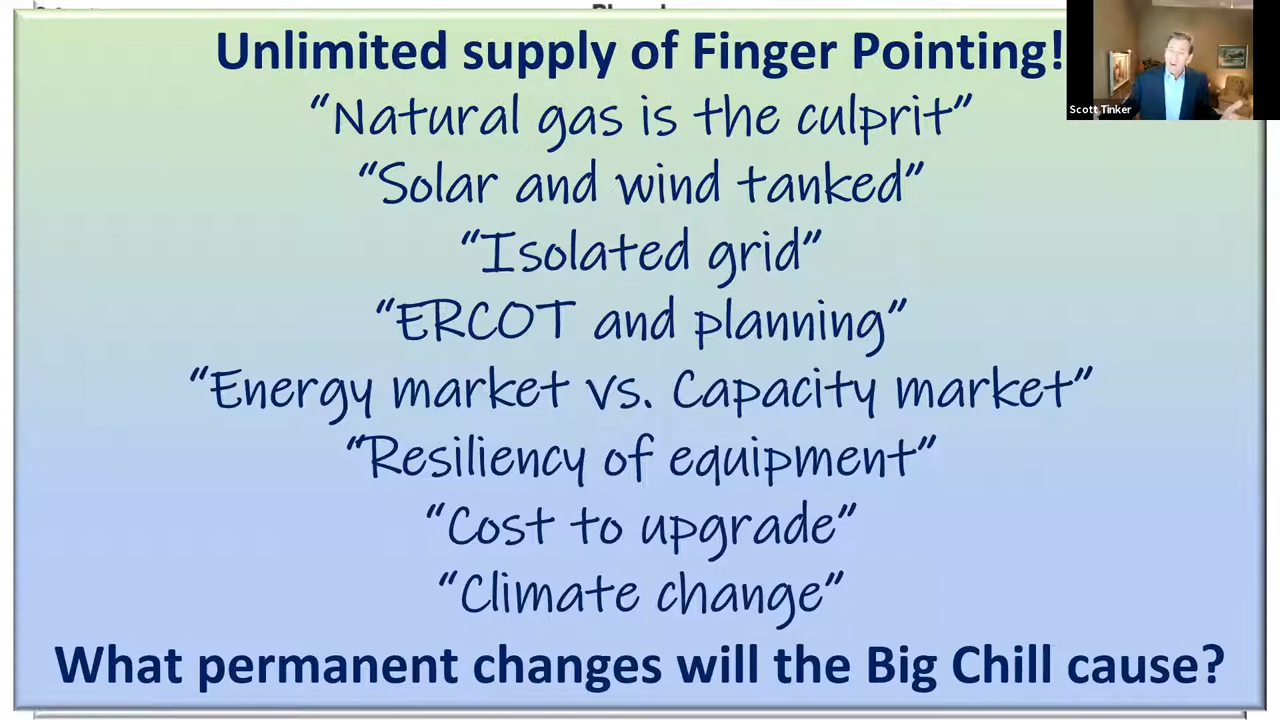 Unlimited supply of Finger Pointing!
Scott Tinker
“Natural gas is the culprit”
“Solar and wind tanked”
“Isolated grid”
“ERCOT and planning”
“Energy market vs. Capacity market”
“Resiliency of equipment”
“Cost to upgrade”
“Climate change”
What permanent changes will the Big Chill cause?